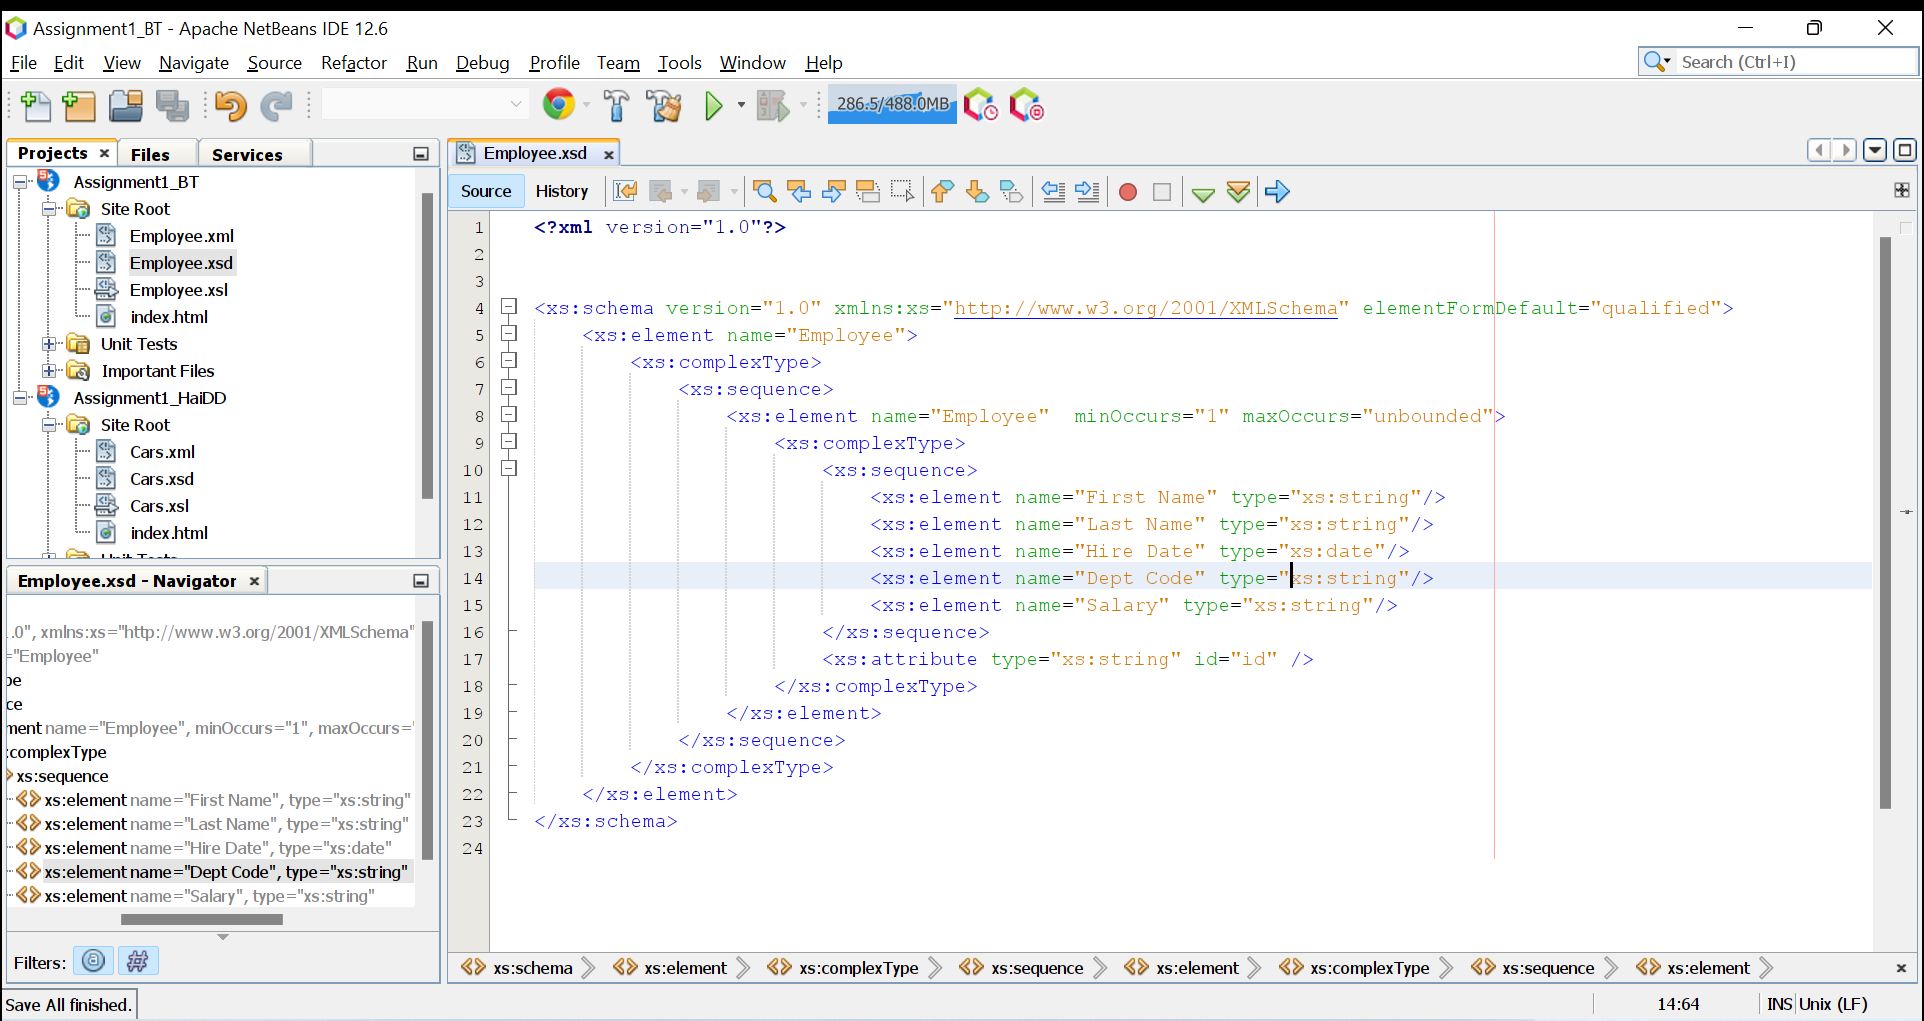 Assignment1_BT - Apache NetBeans IDE 12.6
File Edit View Navigate Source Refactor Run Debug Profile Team Tools Window Help
Search (Ctrl+I)
286.5/488.0MB
Projects Files Services
Assignment1_BT
Site Root
Employee.xml
Employee.xsd
Employee.xsl
index.html
Unit Tests
Important Files
Assignment1_HaiDD
Site Root
Cars.xml
Cars.xsd
Cars.xsl
index.html
Unit Tests
Employee.xsd - Navigator
.0", xmlns:xs="http://www.w3.org/2001/XMLSchema"
="Employee"
pe
ce
ment name="Employee", minOccurs="1", maxOccurs="
:complexType
xs:sequence
xs:element name="First Name", type="xs:string"
xs:element name="Last Name", type="xs:string"
xs:element name="Hire Date", type="xs:date"
xs:element name="Dept Code", type="xs:string"
xs:element name="Salary", type="xs:string"
Filters:
Save All finished.
Employee.xsd
Source History
1 <?xml version="1.0"?>
2
3
4 <xs:schema version="1.0" xmlns:xs="http://www.w3.org/2001/XMLSchema" elementFormDefault="qualified">
5 <xs:element name="Employee">
6 <xs:complexType>
7 <xs:sequence>
8 <xs:element name="Employee"  minOccurs="1" maxOccurs="unbounded">
9 <xs:complexType>
10 <xs:sequence>
11 <xs:element name="First Name" type="xs:string"/>
12 <xs:element name="Last Name" type="xs:string"/>
13 <xs:element name="Hire Date" type="xs:date"/>
14 <xs:element name="Dept Code" type="xs:string"/>
15 <xs:element name="Salary" type="xs:string"/>
16 </xs:sequence>
17 <xs:attribute type="xs:string" id="id" />
18 </xs:complexType>
19 </xs:element>
20 </xs:sequence>
21 </xs:complexType>
22 </xs:element>
23 </xs:schema>
24
xs:schema xs:element xs:complexType xs:sequence xs:element xs:complexType xs:sequence xs:element
14:64 INS Unix (LF)